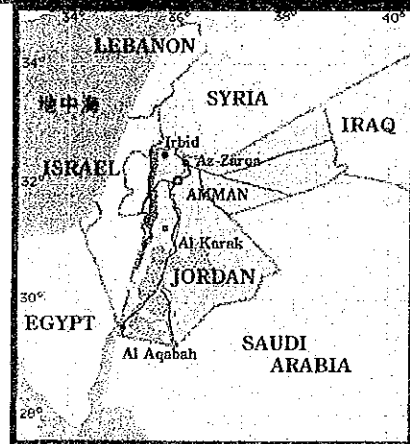 34° 36° 38° 40°
LEBANON
34°
地中海
SYRIA
IRAQ
Irbid
Az-Zarqa
ISRAEL
32°
AMMAN
Al Karak
JORDAN
30°
EGYPT
SAUDI
ARABIA
Al Aqabah
28°